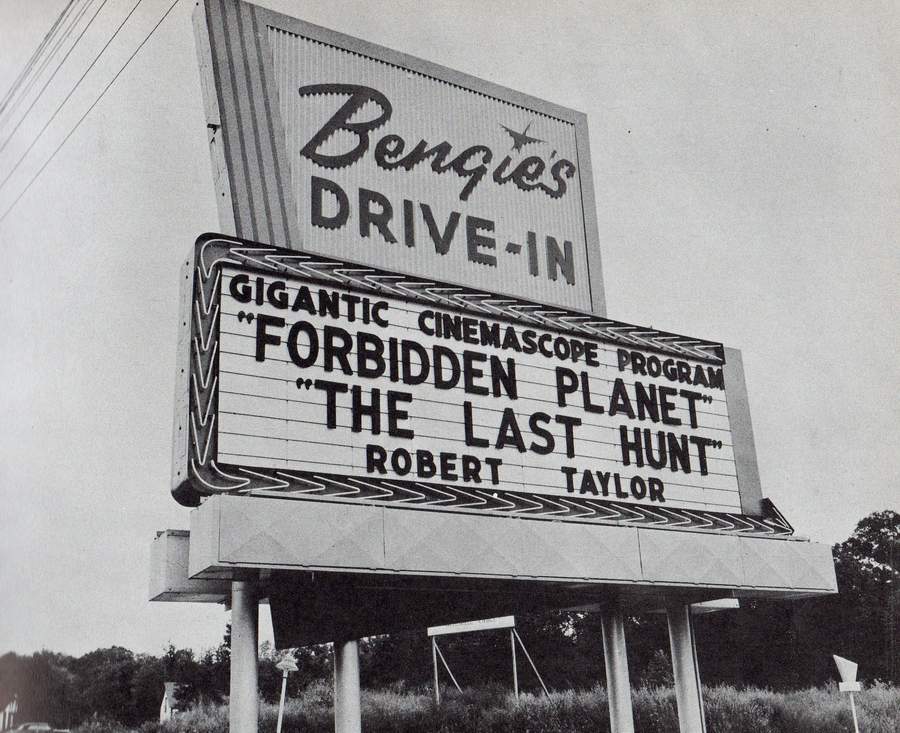 Bengie's
DRIVE-IN
GIGANTIC CINEMASCOPE PROGRAM
"FORBIDDEN PLANET"
"THE LAST HUNT"
ROBERT TAYLOR